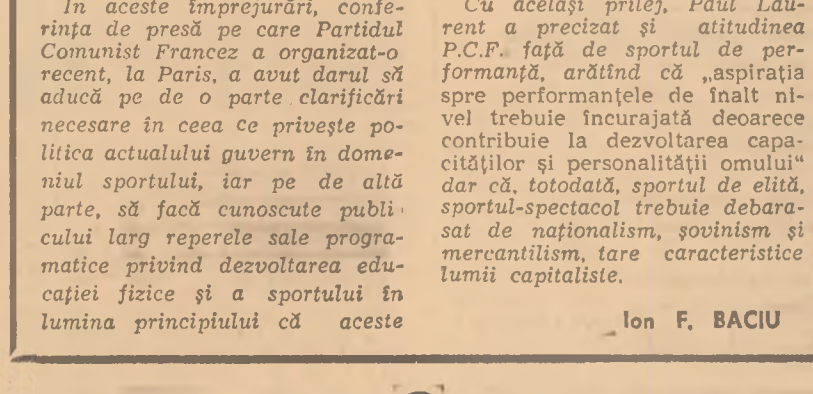 In aceste împrejurări, confe-
rința de presă pe care Partidul
Comunist Francez a organizat-o
recent, la Paris, a avut darul să
aducă pe de o parte clarificări
necesare în ceea ce privește po-
litica actualului guvern în dome-
niul sportului, iar pe de altă
parte, să facă cunoscute publi
cului larg reperele sale progra-
matice privind dezvoltarea edu-
cației fizice și a sportului în
lumina principiului că aceste
Cu același prilej, Paul Lau-
rent a precizat și atitudinea
P.C.F. față de sportul de per-
formanță, arătînd că „aspirația
spre performanțele de înalt ni-
vel trebuie încurajată deoarece
contribuie la dezvoltarea capa-
cităților și personalității omului“
dar că, totodată, sportul de elită,
sportul-spectacol trebuie debara-
sat de naționalism, șovinism și
mercantilism, tare caracteristice
lumii capitaliste.
Ion F. BACIU